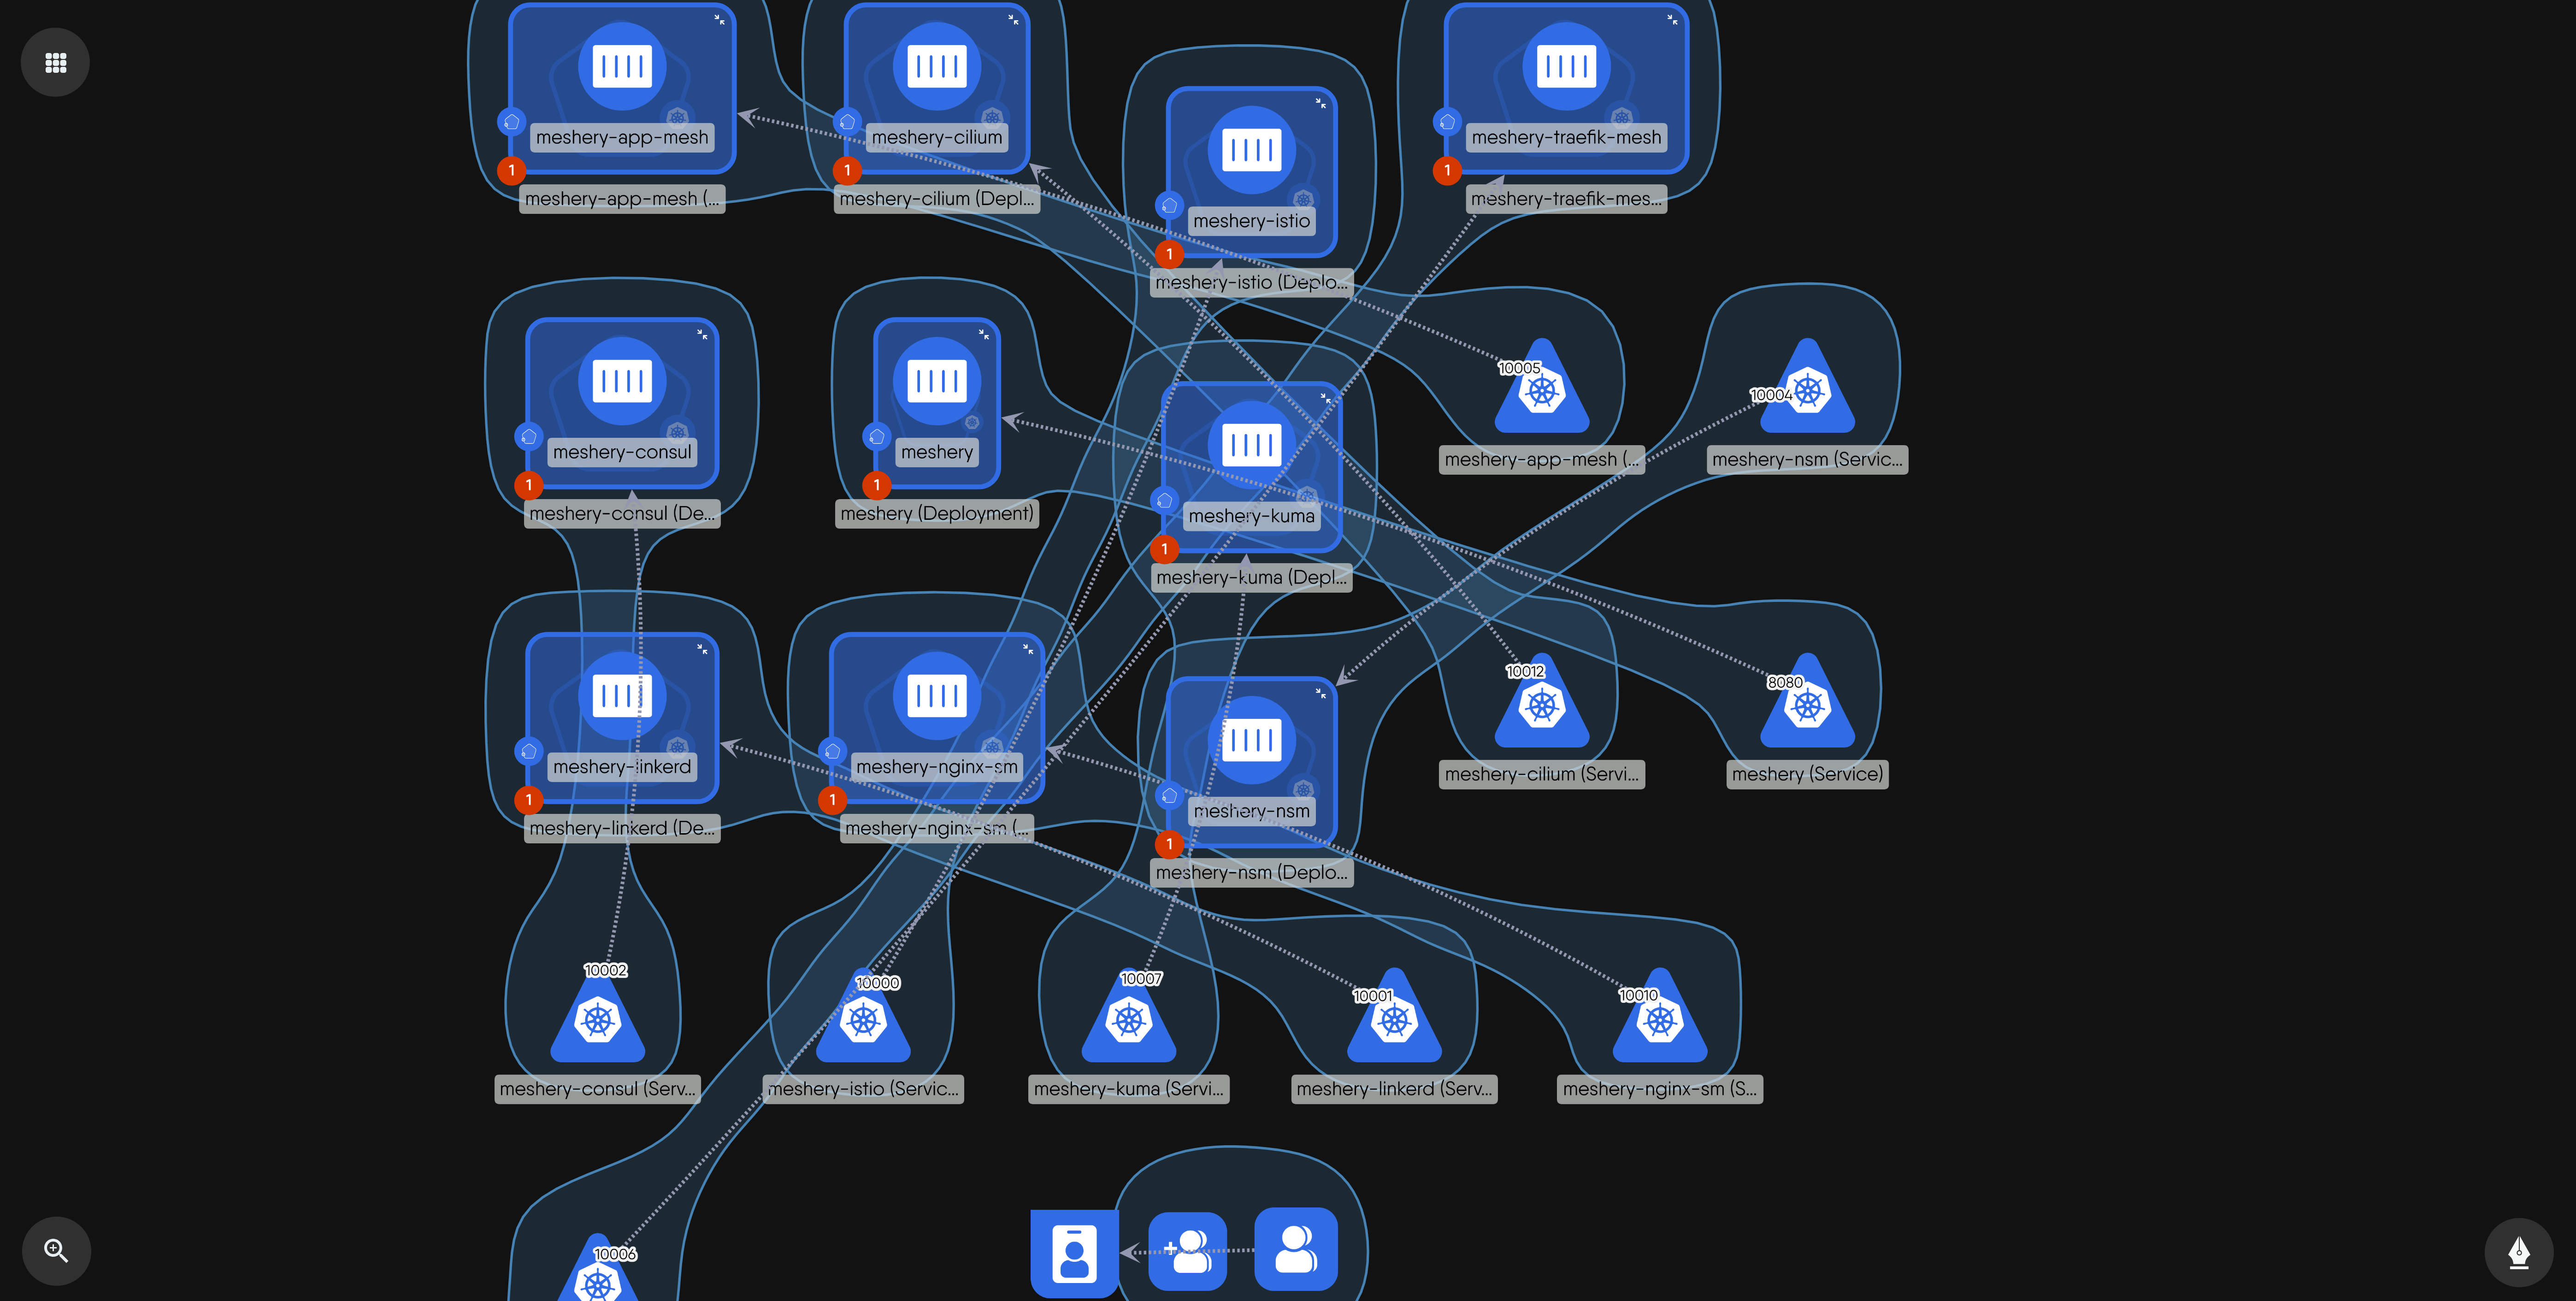 meshery-app-mesh
1
meshery-app-mesh (...
meshery-cilium
1
meshery-cilium (Depl...
meshery-istio
1
meshery-istio (Deplo...
meshery-traefik-mesh
1
meshery-traefik-mes...
meshery-consul
1
meshery-consul (De...
meshery
1
meshery (Deployment)
meshery-kuma
1
meshery-kuma (Depl...
10005
meshery-app-mesh (...
10004
meshery-nsm (Servic...
meshery-linkerd
1
meshery-linkerd (De...
meshery-nginx-sm
1
meshery-nginx-sm (...
meshery-nsm
1
meshery-nsm (Deplo...
10012
meshery-cilium (Servi...
8080
meshery (Service)
10002
meshery-consul (Serv...
10000
meshery-istio (Servic...
10007
meshery-kuma (Servi...
10001
meshery-linkerd (Serv...
10010
meshery-nginx-sm (S...
10006